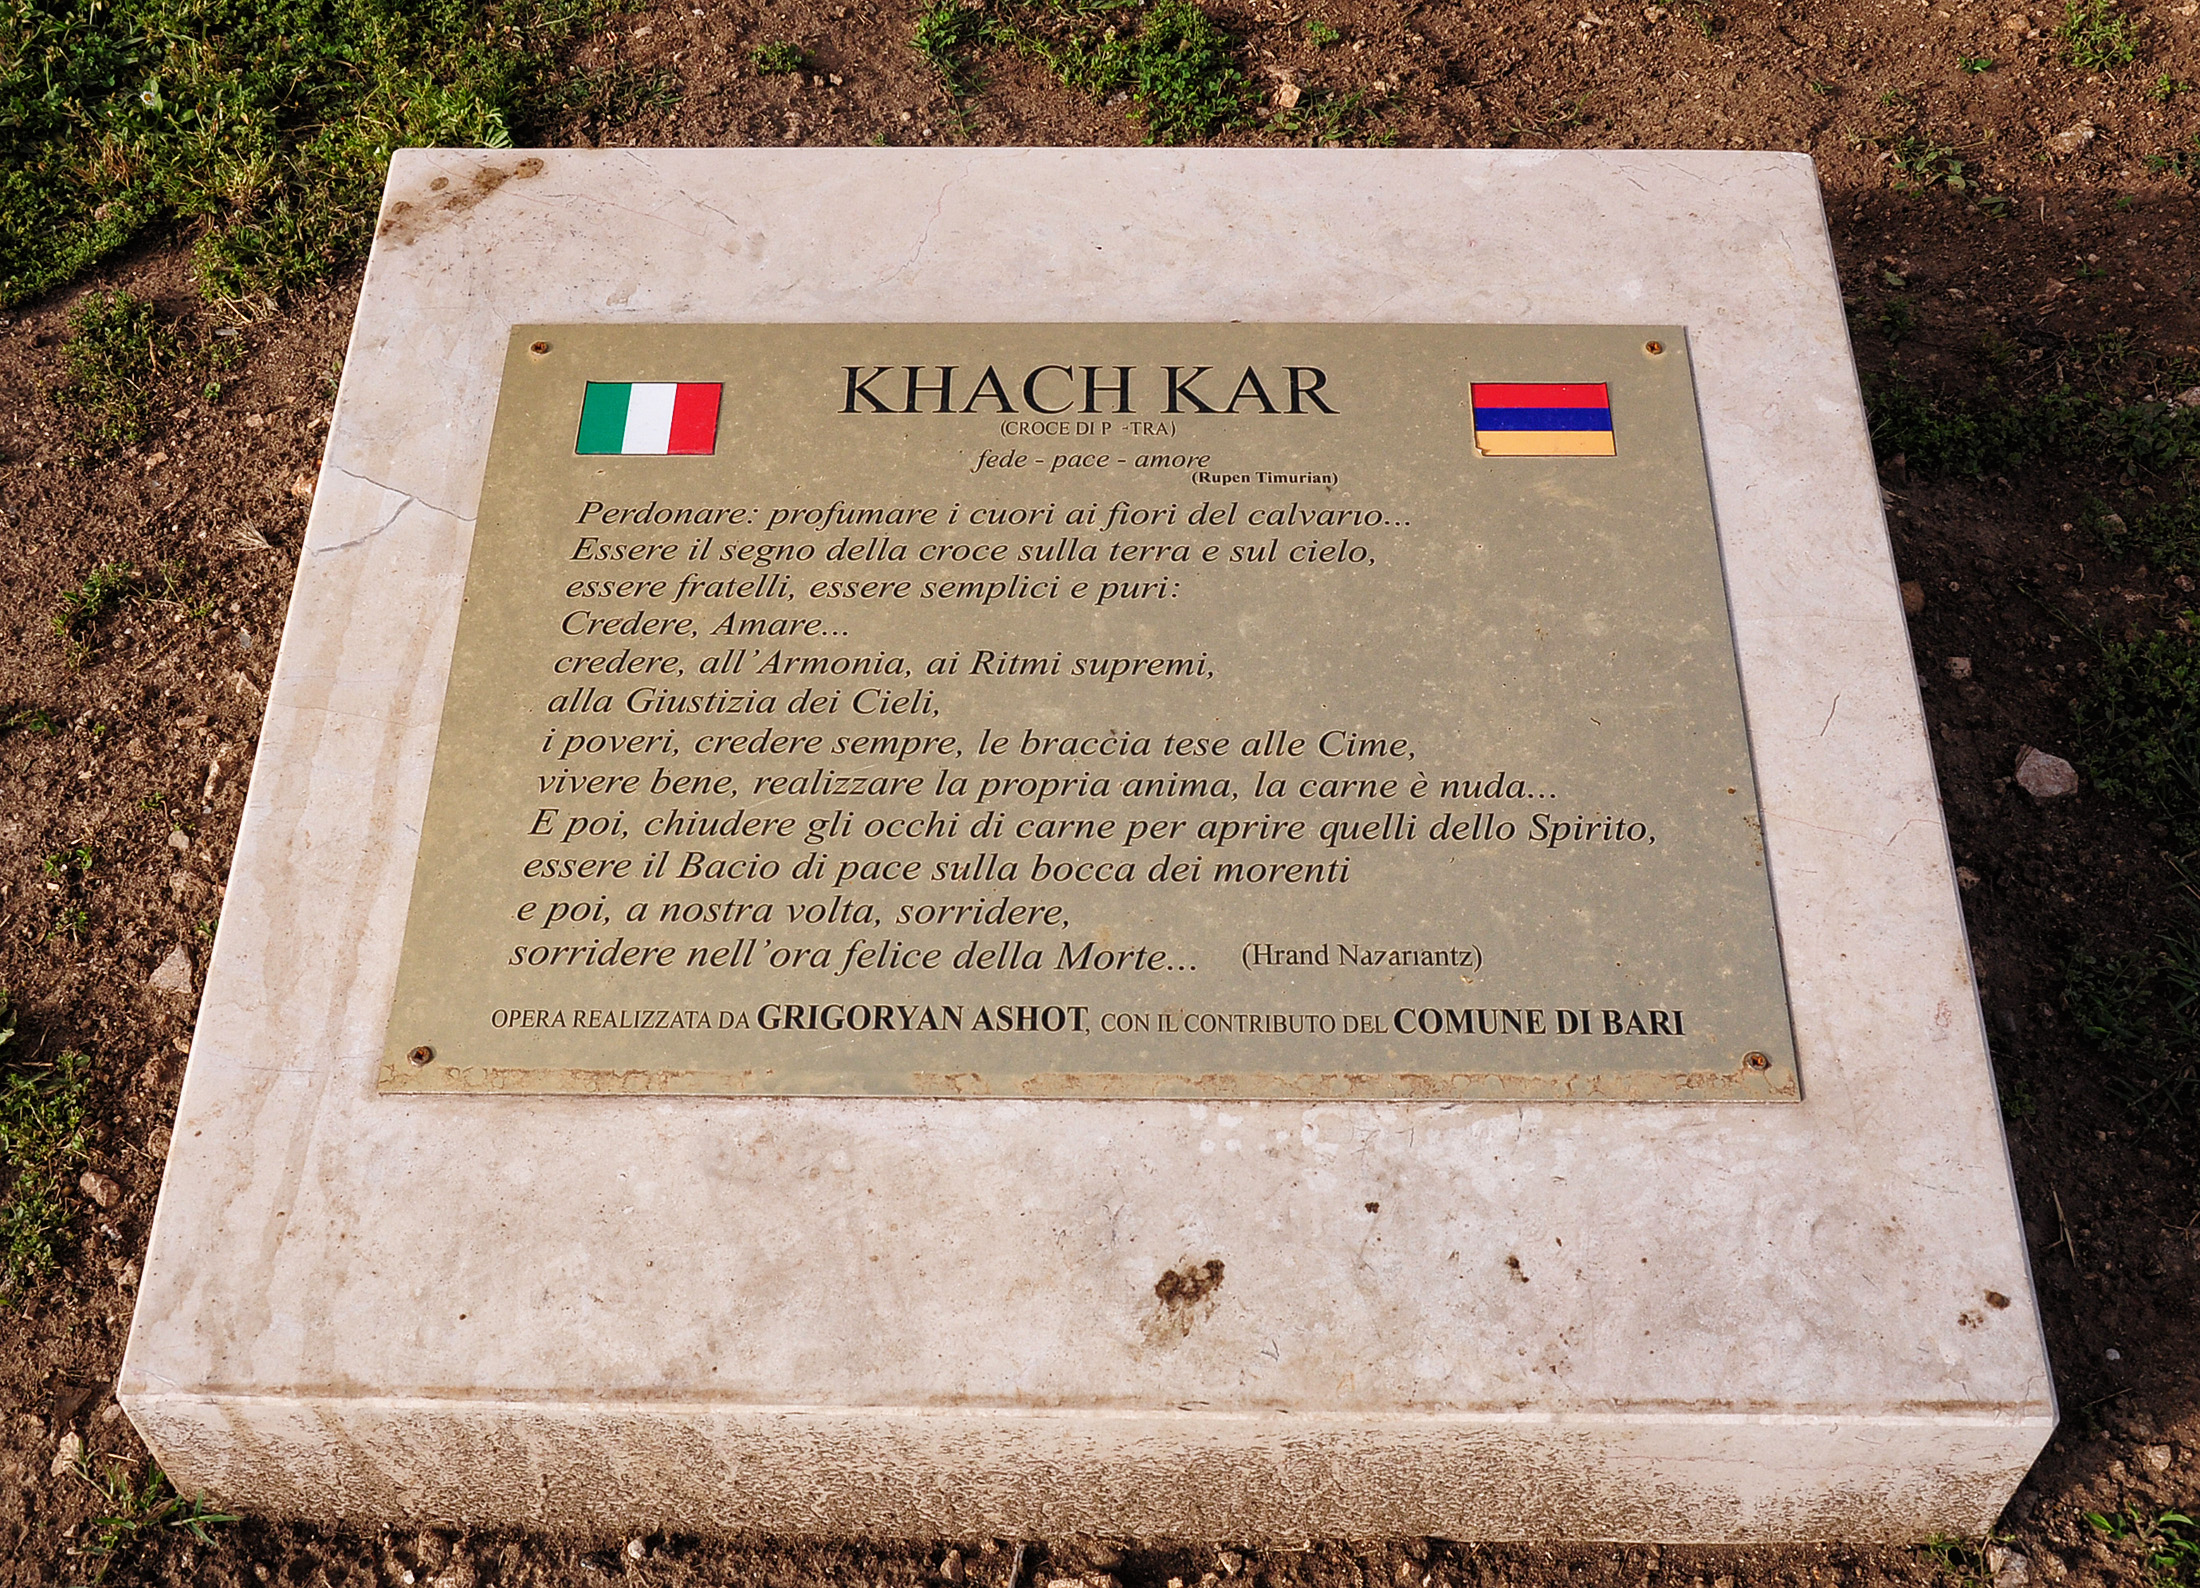 KHACH KAR
(CROCE DI P TRA)
fede - pace - amore
(Rupen Timurian)
Perdonare: profumare i cuori ai fiori del calvario...
Essere il segno della croce sulla terra e sul cielo,
essere fratelli, essere semplici e puri:
Credere, Amare...
credere, all'Armonia, ai Ritmi supremi,
alla Giustizia dei Cieli,
i poveri, credere sempre, le braccia tese alle Cime,
vivere bene, realizzare la propria anima, la carne è nuda...
E poi, chiudere gli occhi di carne per aprire quelli dello Spirito,
essere il Bacio di pace sulla bocca dei morenti
e poi, a nostra volta, sorridere,
sorridere nell'ora felice della Morte... (Hrand Nazariantz)
OPERA REALIZZATA DA GRIGORYAN ASHOT, CON IL CONTRIBUTO DEL COMUNE DI BARI